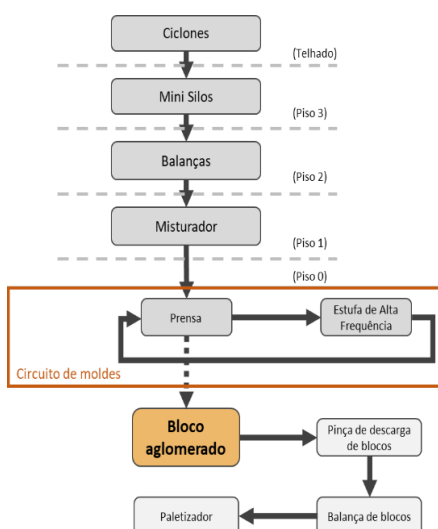 Ciclones
(Telhado)
Mini Silos
(Piso 3)
Balanças
(Piso 2)
Misturador
(Piso 1)
(Piso 0)
Prensa
Estufa de Alta
Frequência
Circuito de moldes
Bloco
aglomerado
Pinça de descarga
de blocos
Paletizador
Balança de blocos